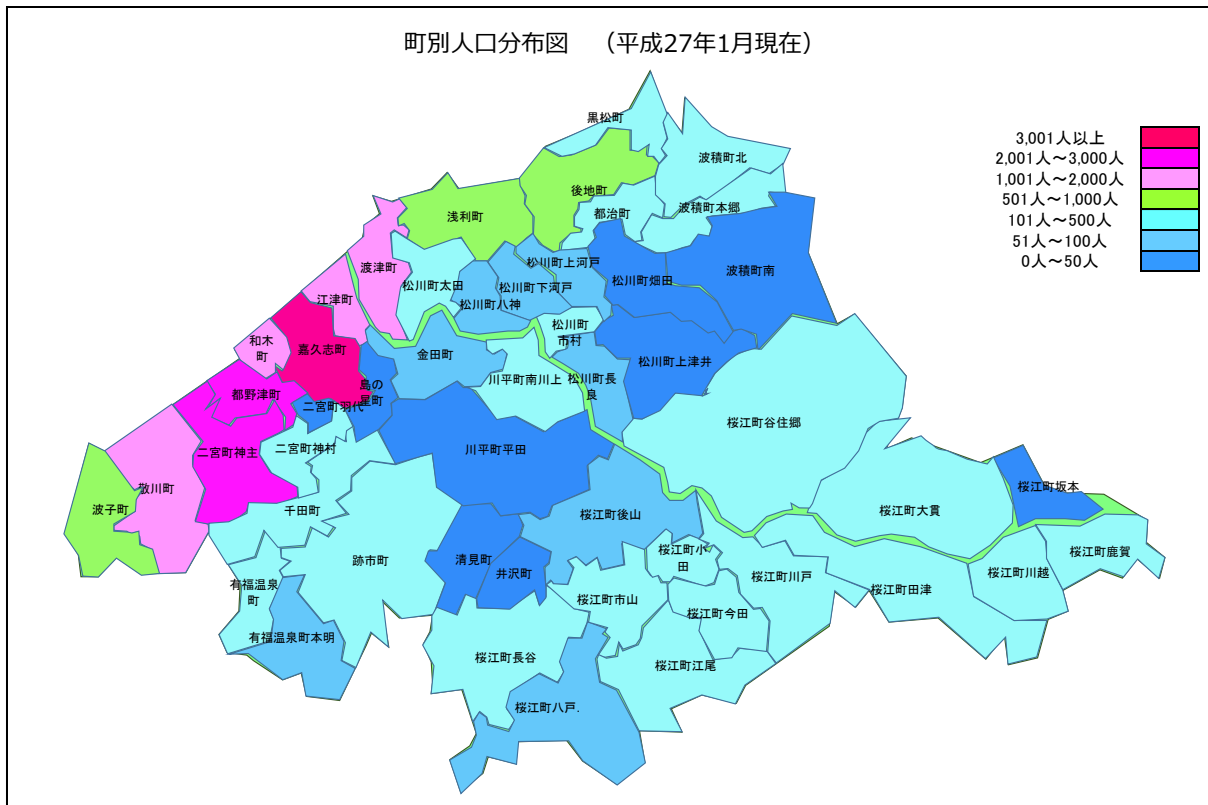 町別人口分布図　（平成27年1月現在）
3,001人以上
2,001人～3,000人
1,001人～2,000人
501人～1,000人
101人～500人
51人～100人
0人～50人
黒松町
波積町北
後地町
浅利町
都治町
波積町本郷
渡津町
松川町上河戸
波積町南
松川町太田
松川町下河戸
松川町畑田
江津町
松川町八神
和木
町
嘉久志町
金田町
松川町
市村
松川町上津井
川平町南川上
松川町長
良
島の
星町
都野津町
二宮町羽代
桜江町谷住郷
二宮町神村
川平町平田
二宮町神主
敬川町
波子町
千田町
桜江町後山
桜江町大貫
桜江町坂本
跡市町
清見町
井沢町
桜江町小
田
桜江町川戸
桜江町鹿賀
桜江町川越
有福温泉
町
桜江町田津
桜江町市山
桜江町今田
有福温泉町本明
桜江町長谷
桜江町江尾
桜江町八戸.